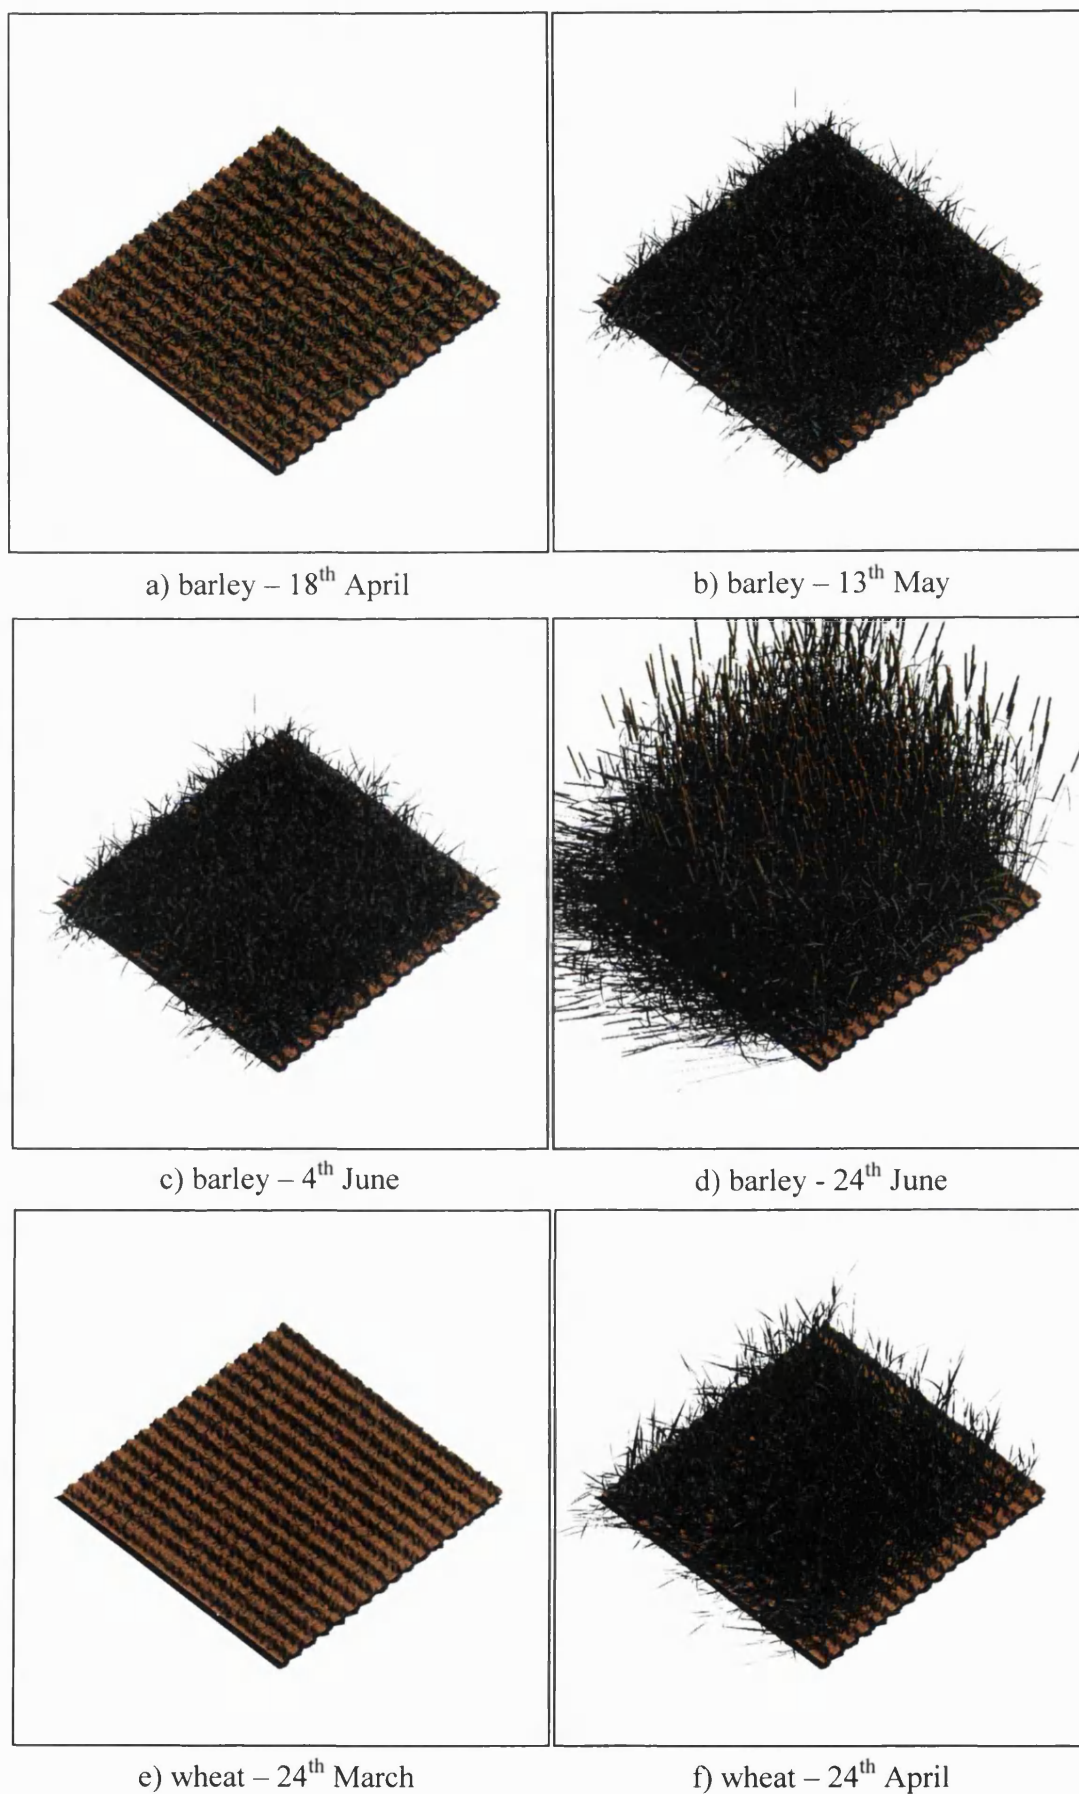 a) barley – 18th April
b) barley – 13th May
c) barley – 4th June
d) barley - 24th June
e) wheat – 24th March
f) wheat – 24th April